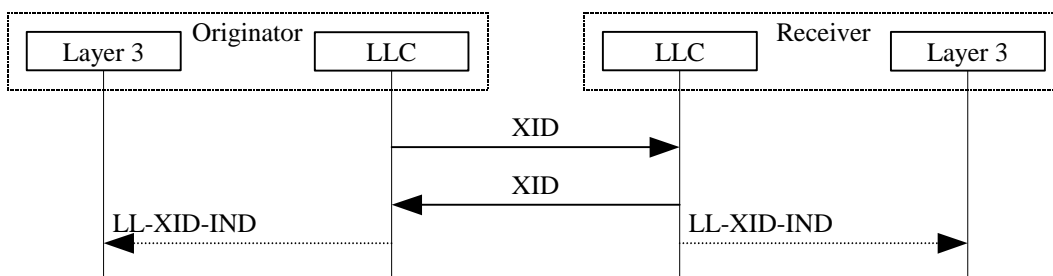 Originator
Receiver
Layer 3
LLC
LLC
Layer 3
XID
XID
LL-XID-IND
LL-XID-IND